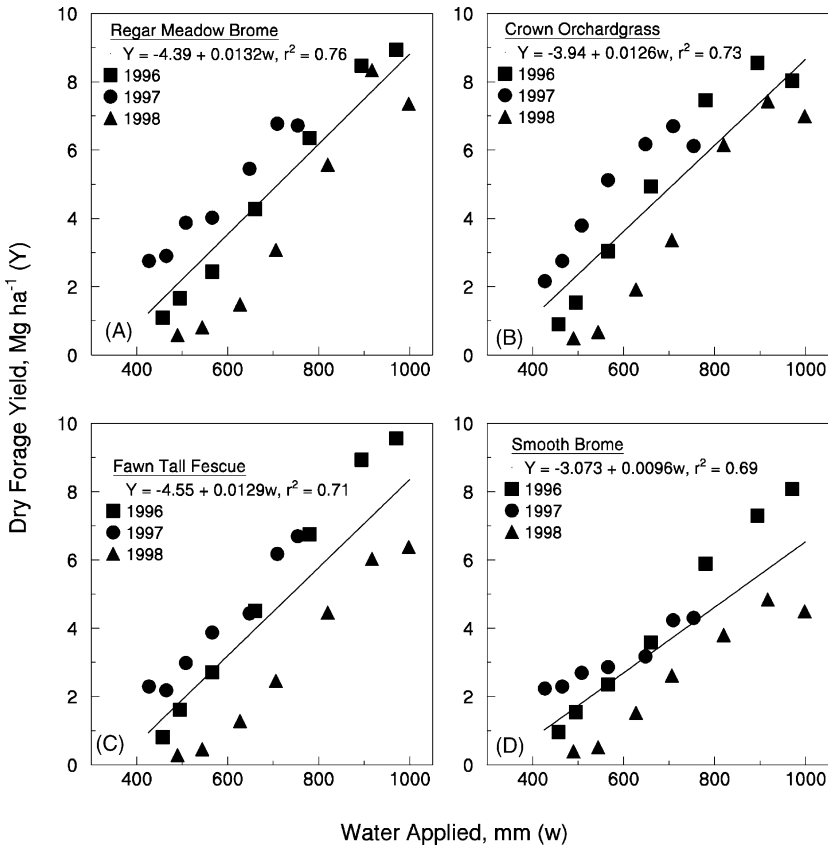 Dry Forage Yield, Mg ha⁻¹ (Y)
Regar Meadow Brome
Y = -4.39 + 0.0132w, r² = 0.76
1996
1997
1998
(A)
10
8
6
4
2
0
400 600 800 1000
Crown Orchardgrass
Y = -3.94 + 0.0126w, r² = 0.73
1996
1997
1998
(B)
10
8
6
4
2
0
400 600 800 1000
Fawn Tall Fescue
Y = -4.55 + 0.0129w, r² = 0.71
1996
1997
1998
(C)
10
8
6
4
2
0
400 600 800 1000
Smooth Brome
Y = -3.073 + 0.0096w, r² = 0.69
1996
1997
1998
(D)
10
8
6
4
2
0
400 600 800 1000
Water Applied, mm (w)